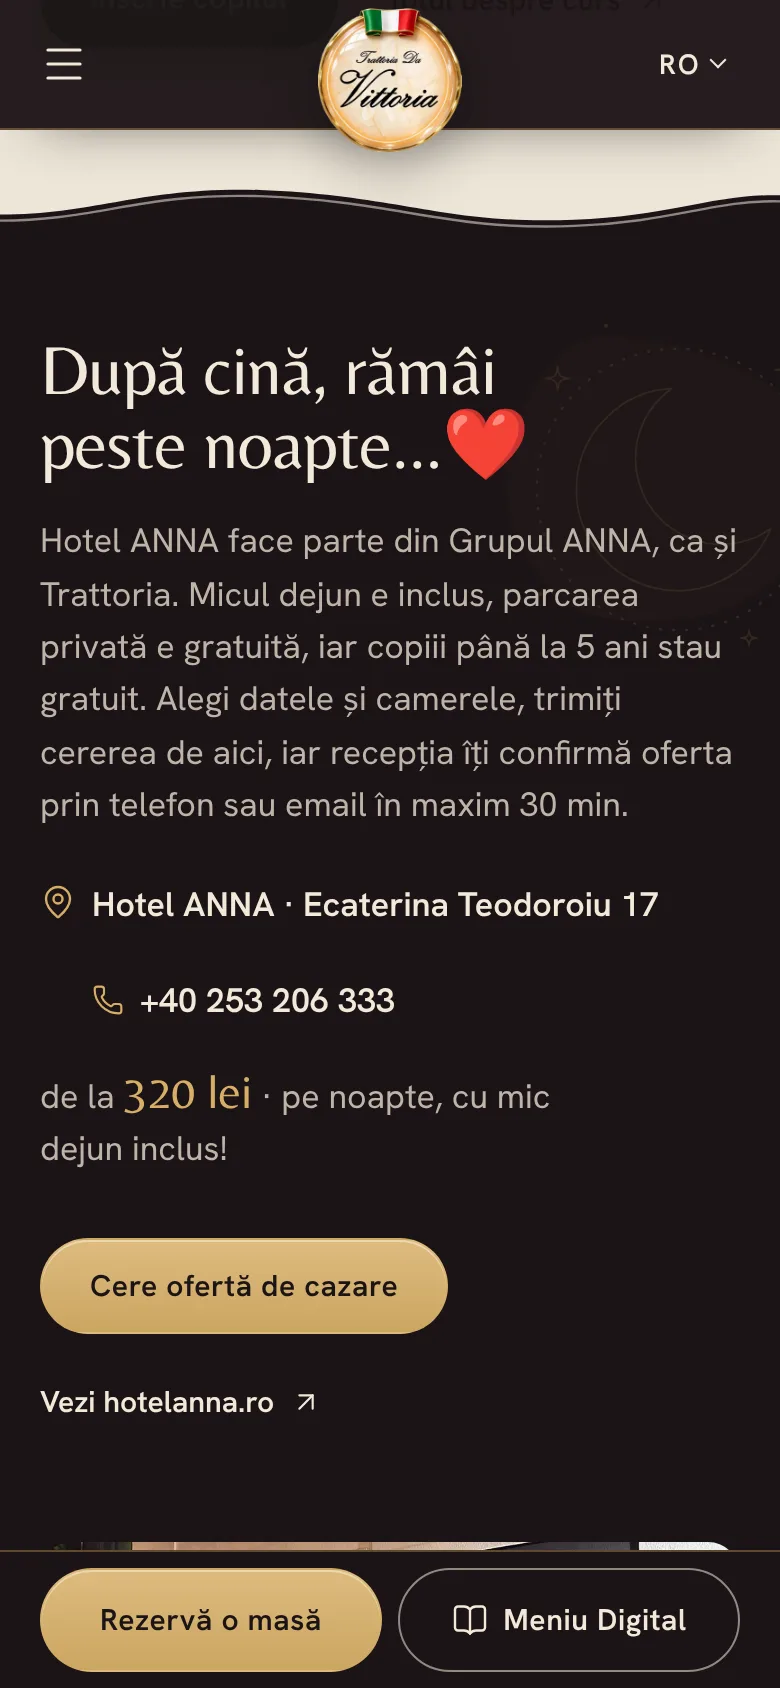 Trattoria Da
Vittoria
RO
După cină, rămâi
peste noapte...❤️
Hotel ANNA face parte din Grupul ANNA, ca și
Trattoria. Micul dejun e inclus, parcarea
privată e gratuită, iar copiii până la 5 ani stau
gratuit. Alegi datele și camerele, trimiți
cererea de aici, iar recepția îți confirmă oferta
prin telefon sau email în maxim 30 min.
Hotel ANNA · Ecaterina Teodoroiu 17
+40 253 206 333
de la 320 lei · pe noapte, cu mic
dejun inclus!
Cere ofertă de cazare
Vezi hotelanna.ro
Rezervă o masă
Meniu Digital